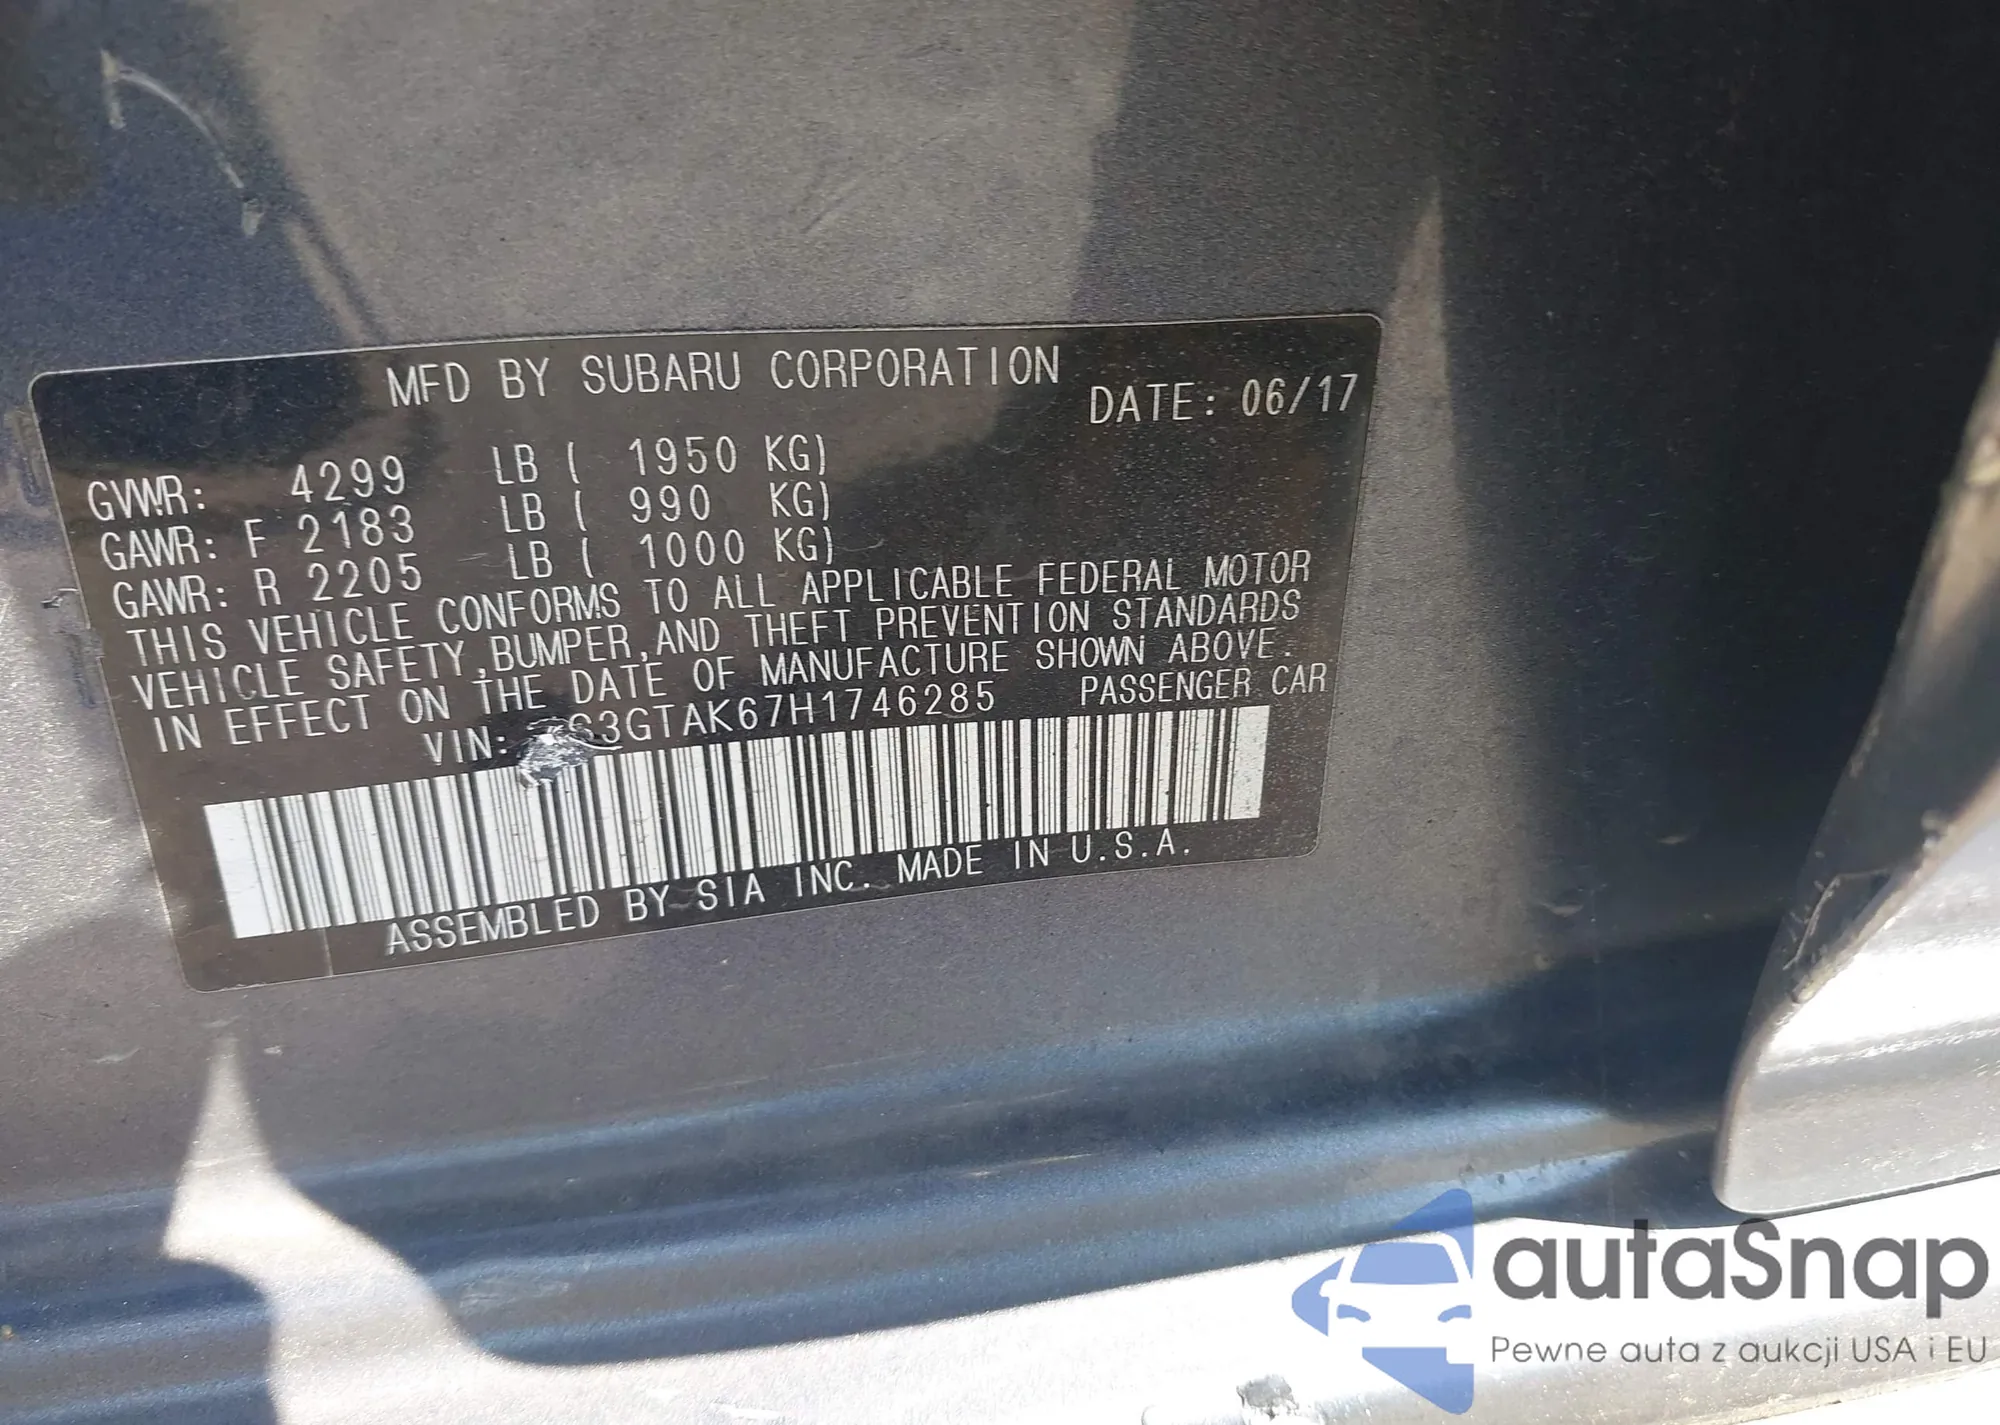 MFD BY SUBARU CORPORATION
DATE: 06/17
GVWR: 4299 LB ( 1950 KG)
GAWR: F 2183 LB ( 990 KG)
GAWR: R 2205 LB ( 1000 KG)
THIS VEHICLE CONFORMS TO ALL APPLICABLE FEDERAL MOTOR
VEHICLE SAFETY,BUMPER,AND THEFT PREVENTION STANDARDS
IN EFFECT ON THE DATE OF MANUFACTURE SHOWN ABOVE.
VIN: S3GTAK67H1746285 PASSENGER CAR
ASSEMBLED BY SIA INC. MADE IN U.S.A.
autaSnap
Pewne auta z aukcji USA i EU